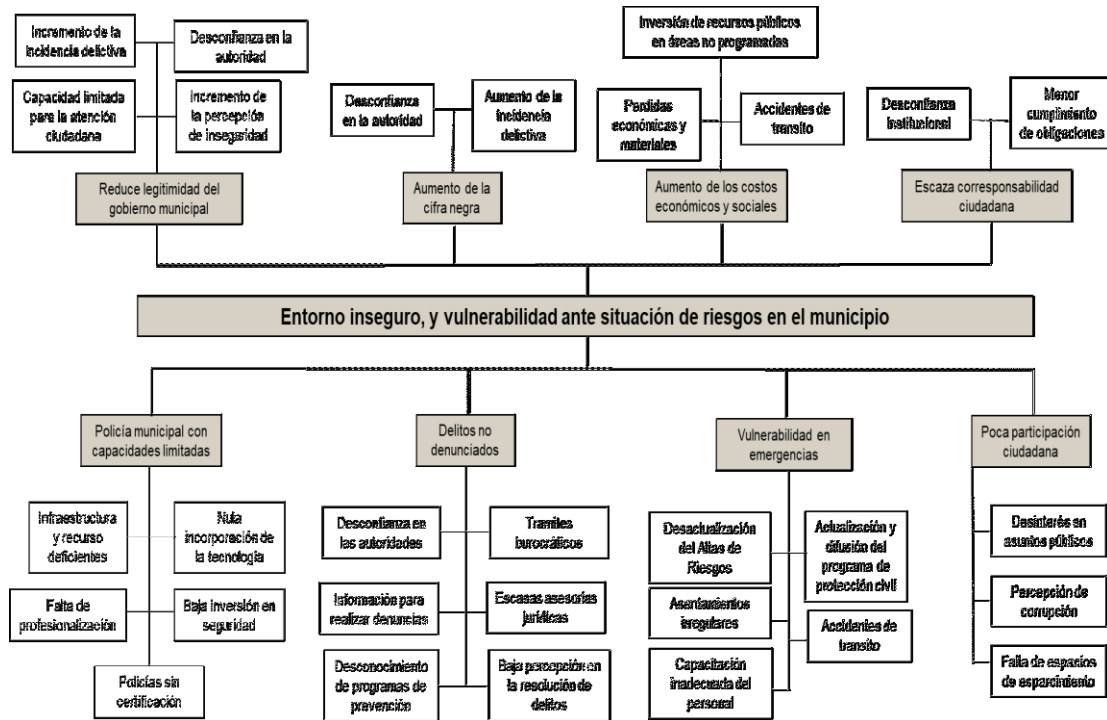 Incremento de la
incidencia delictiva
Desconfianza en la
autoridad
Capacidad limitada
para la atención
ciudadana
Incremento de
la percepción
de inseguridad
Reduce legitimidad del
gobierno municipal
Desconfianza
en la autoridad
Aumento de la
incidencia delictiva
Aumento de la
cifra negra
Inversión de recursos públicos
en áreas no programadas
Perdidas
económicas y
materiales
Accidentes de
transito
Aumento de los costos
económicos y sociales
Desconfianza
institucional
Menor
cumplimiento
de obligaciones
Escaza corresponsabilidad
ciudadana
Entorno inseguro, y vulnerabilidad ante situación de riesgos en el municipio
Policía municipal con
capacidades limitadas
Infraestructura
y recurso
deficientes
Nula
incorporación de
la tecnología
Falta de
profesionalización
Baja inversión en
seguridad
Policías sin
certificación
Delitos no
denunciados
Desconfianza en
las autoridades
Tramites
burocráticos
Información para
realizar denuncias
Escasas asesorías
jurídicas
Desconocimiento
de programas de
prevención
Baja percepción en
la resolución de
delitos
Vulnerabilidad en
emergencias
Desactualización
del Atlas de
Riesgos
Actualización y
difusión del
programa de
protección civil
Asentamientos
irregulares
Accidentes de
transito
Capacitación
inadecuada del
personal
Poca participación
ciudadana
Desinterés en
asuntos públicos
Percepción de
corrupción
Falta de espacios
de esparcimiento